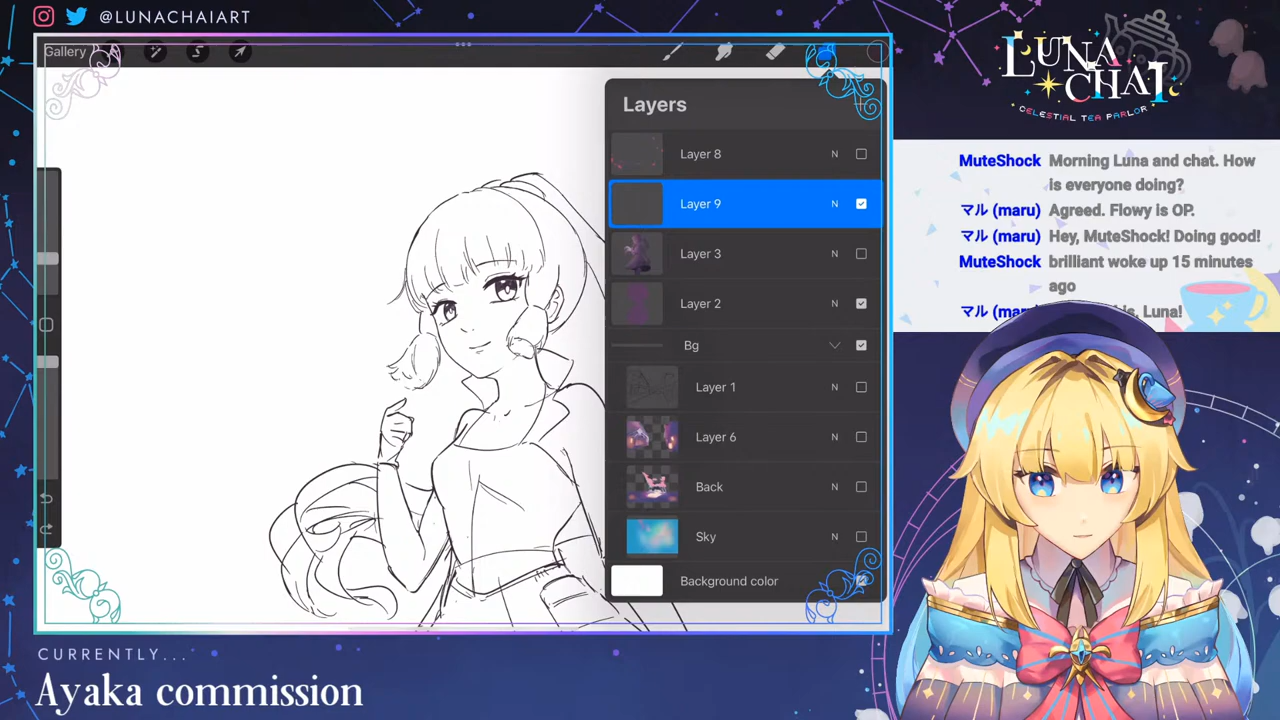 @LUNACHAIART
LUNA
CHAI
CELESTIAL TEA PARLOR
Gallery
Layers
Layer 8 N
Layer 9 N
Layer 3 N
Layer 2 N
Bg
Layer 1 N
Layer 6 N
Back N
Sky N
Background color
MuteShock Morning Luna and chat. How
is everyone doing?
マル (maru) Agreed. Flowy is OP.
マル (maru) Hey, MuteShock! Doing good!
MuteShock brilliant woke up 15 minutes
ago
マル Luna!
CURRENTLY...
Ayaka commission